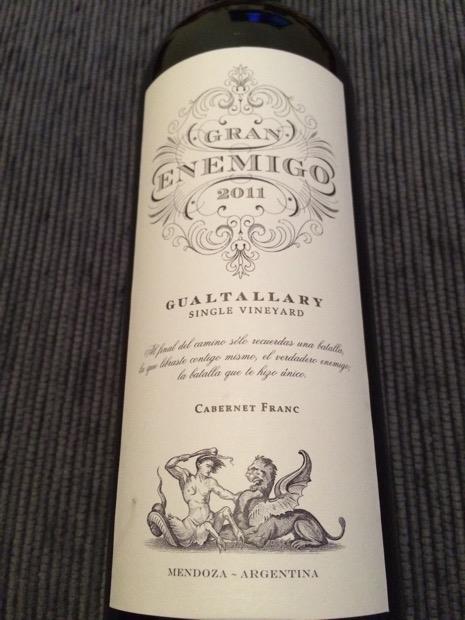 GRAN
ENEMIGO
2011
GUALTALLARY
SINGLE VINEYARD
Al final del camino sólo recuerdas una batalla,
la que libraste contigo mismo, el verdadero enemigo;
la batalla que te hizo único.
CABERNET FRANC
MENDOZA ~ ARGENTINA